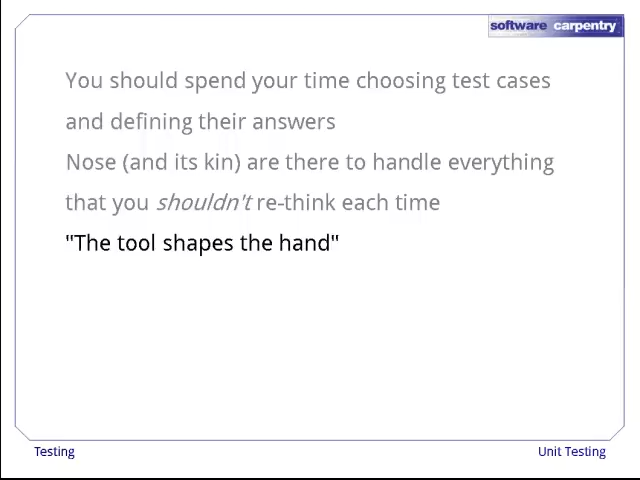 software carpentry
You should spend your time choosing test cases
and defining their answers
Nose (and its kin) are there to handle everything
that you shouldn't re-think each time
"The tool shapes the hand"
Testing
Unit Testing